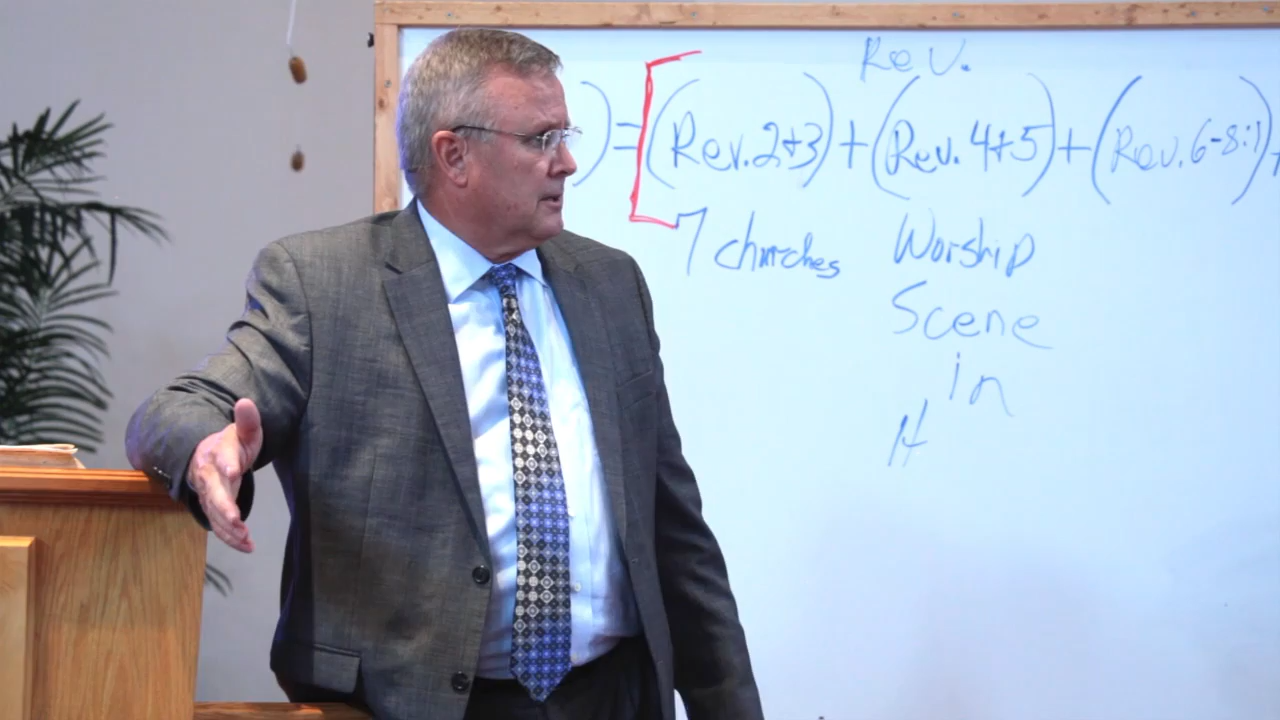 Rev.
) = [(Rev. 2+3) + (Rev. 4+5) + (Rev. 6-8:1) +
7 churches Worship
Scene
in
H